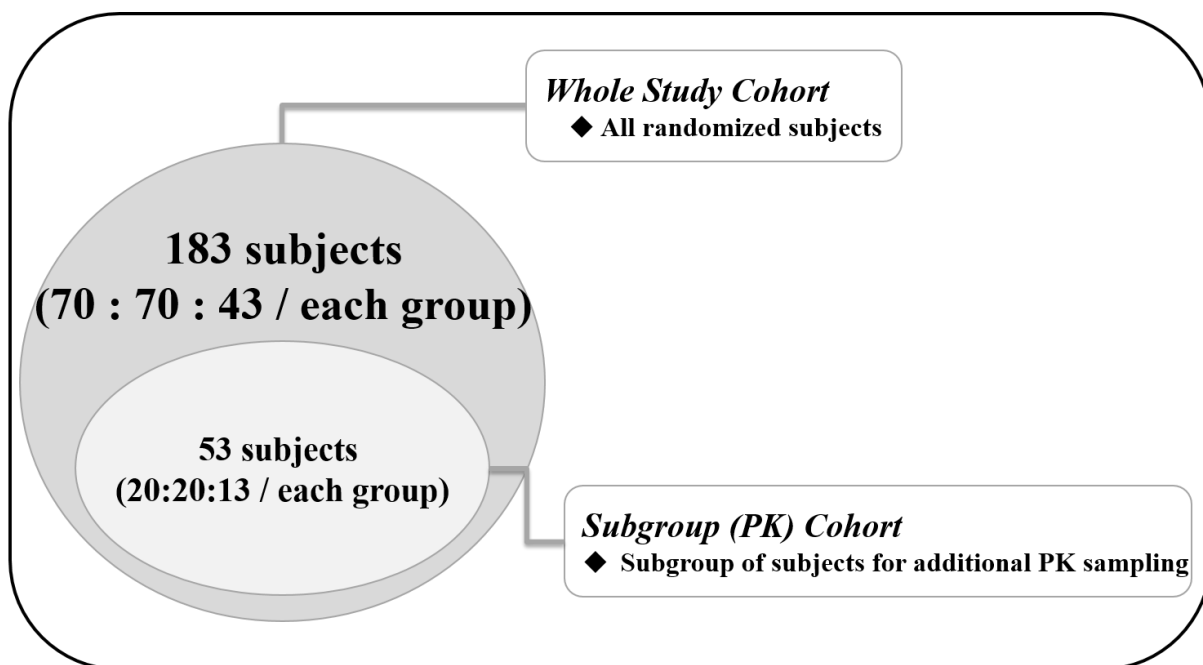 Whole Study Cohort
◆ All randomized subjects
183 subjects
(70 : 70 : 43 / each group)
53 subjects
(20:20:13 / each group)
Subgroup (PK) Cohort
◆ Subgroup of subjects for additional PK sampling